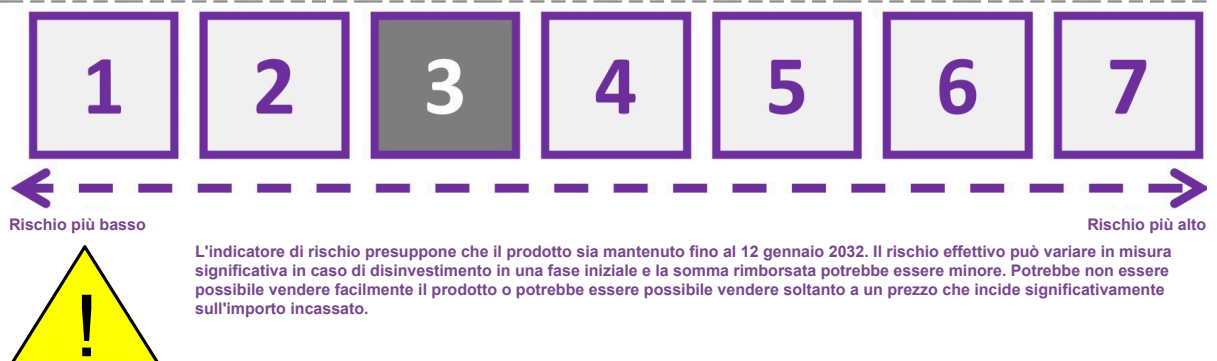 1 2 3 4 5 6 7
Rischio più basso Rischio più alto
L'indicatore di rischio presuppone che il prodotto sia mantenuto fino al 12 gennaio 2032. Il rischio effettivo può variare in misura
significativa in caso di disinvestimento in una fase iniziale e la somma rimborsata potrebbe essere minore. Potrebbe non essere
possibile vendere facilmente il prodotto o potrebbe essere possibile vendere soltanto a un prezzo che incide significativamente
sull'importo incassato.
!